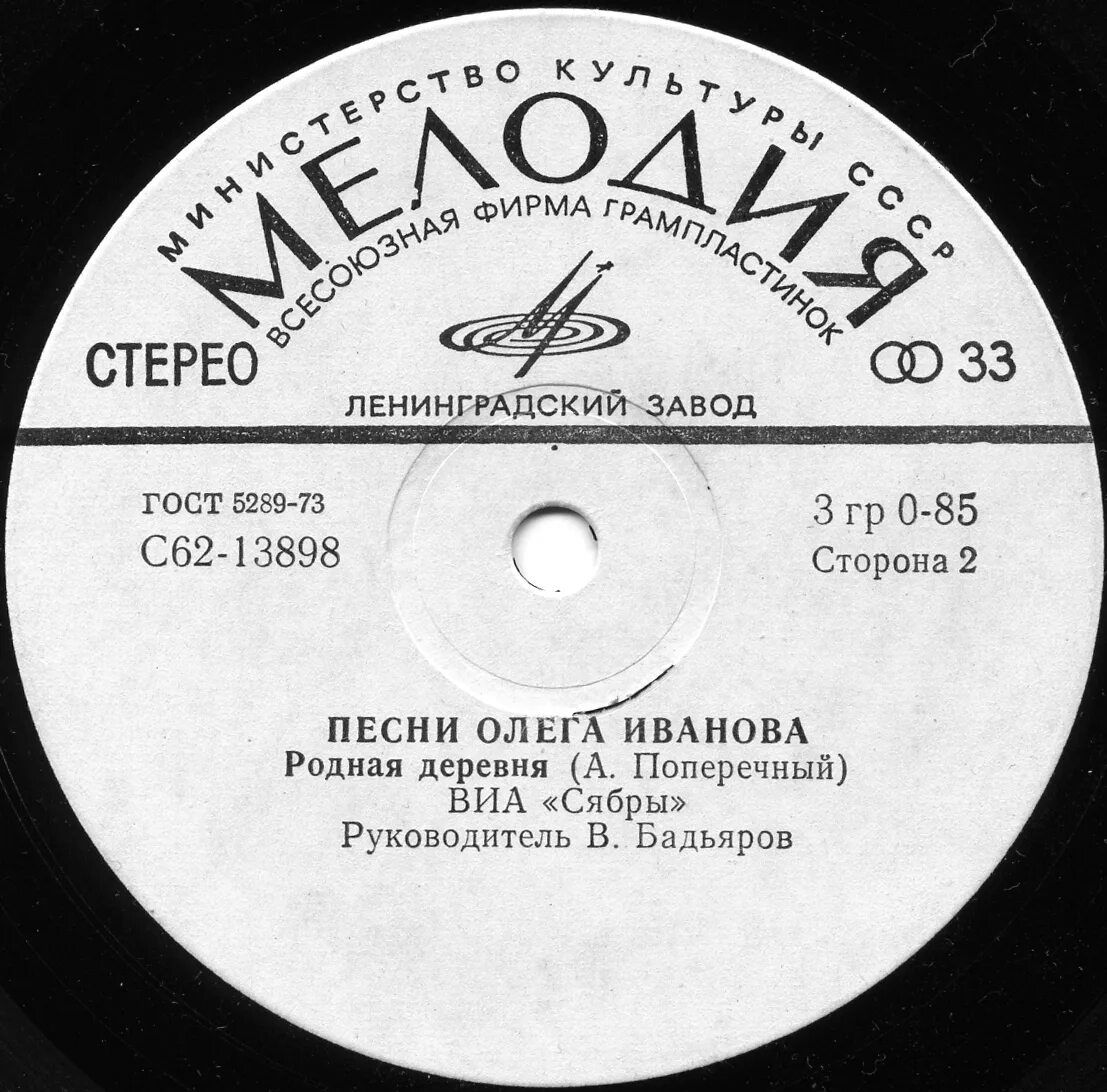 МИНИСТЕРСТВО КУЛЬТУРЫ СССР
МЕЛОДИЯ
ВСЕСОЮЗНАЯ ФИРМА ГРАМПЛАСТИНОК
СТЕРЕО
33
ЛЕНИНГРАДСКИЙ ЗАВОД
ГОСТ 5289-73
3 гр 0-85
С62-13898
Сторона 2
ПЕСНИ ОЛЕГА ИВАНОВА
Родная деревня (А. Поперечный)
ВИА «Сябры»
Руководитель В. Бадьяров